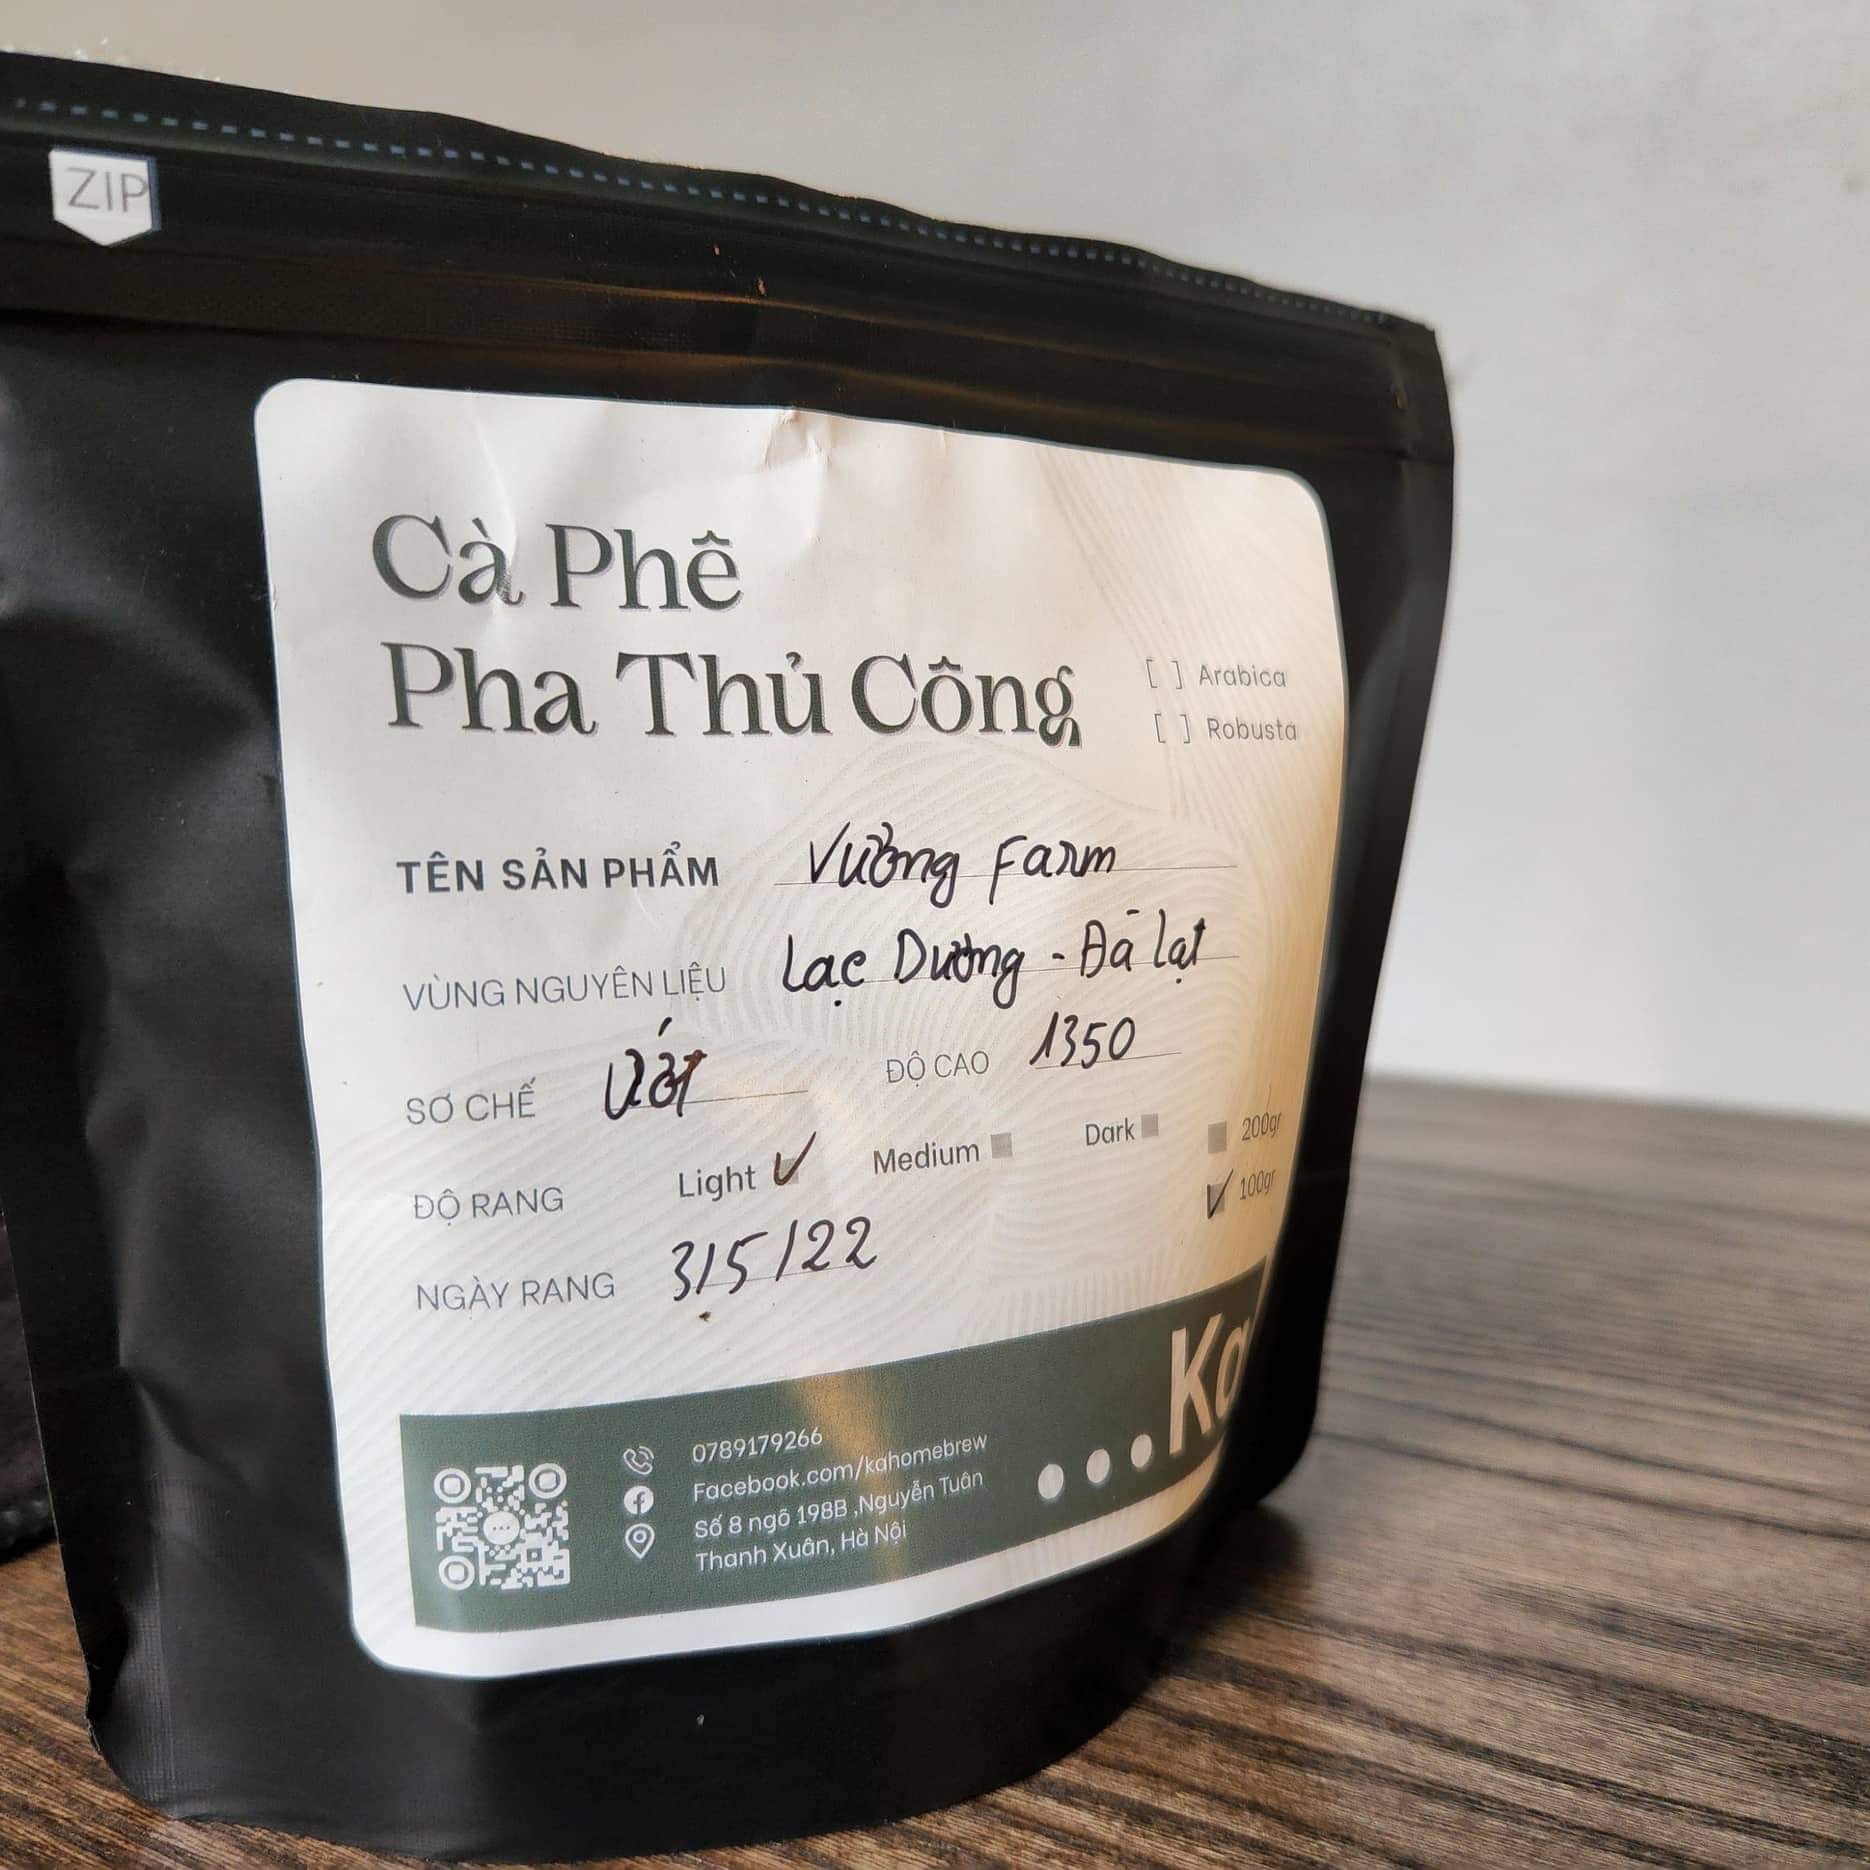 ZIP
Cà Phê
Pha Thủ Công
[ ] Arabica
[ ] Robusta
TÊN SẢN PHẨM Vường Farm
VÙNG NGUYÊN LIỆU Lạc Dương - Đà lạt
SƠ CHẾ Ướt ĐỘ CAO 1350
ĐỘ RANG Light Medium Dark
200gr
100gr
NGÀY RANG 3/5/22
...Ka
0789179266
Facebook.com/kahomebrew
Số 8 ngõ 198B ,Nguyễn Tuân
Thanh Xuân, Hà Nội